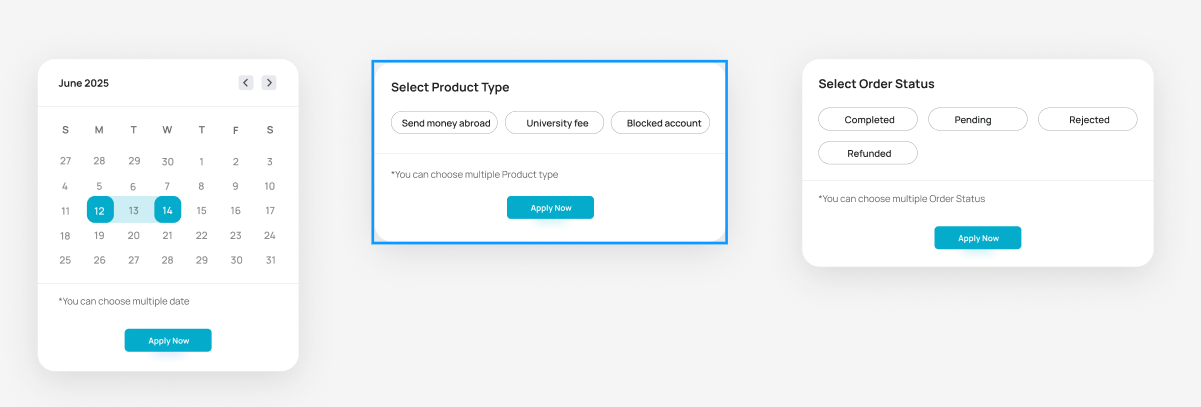 June 2025
S M T W T F S
27 28 29 30 1 2 3
4 5 6 7 8 9 10
11 12 13 14 15 16 17
18 19 20 21 22 23 24
25 26 27 28 29 30 31
*You can choose multiple date
Apply Now
Select Product Type
Send money abroad University fee Blocked account
*You can choose multiple Product type
Apply Now
Select Order Status
Completed Pending Rejected
Refunded
*You can choose multiple Order Status
Apply Now